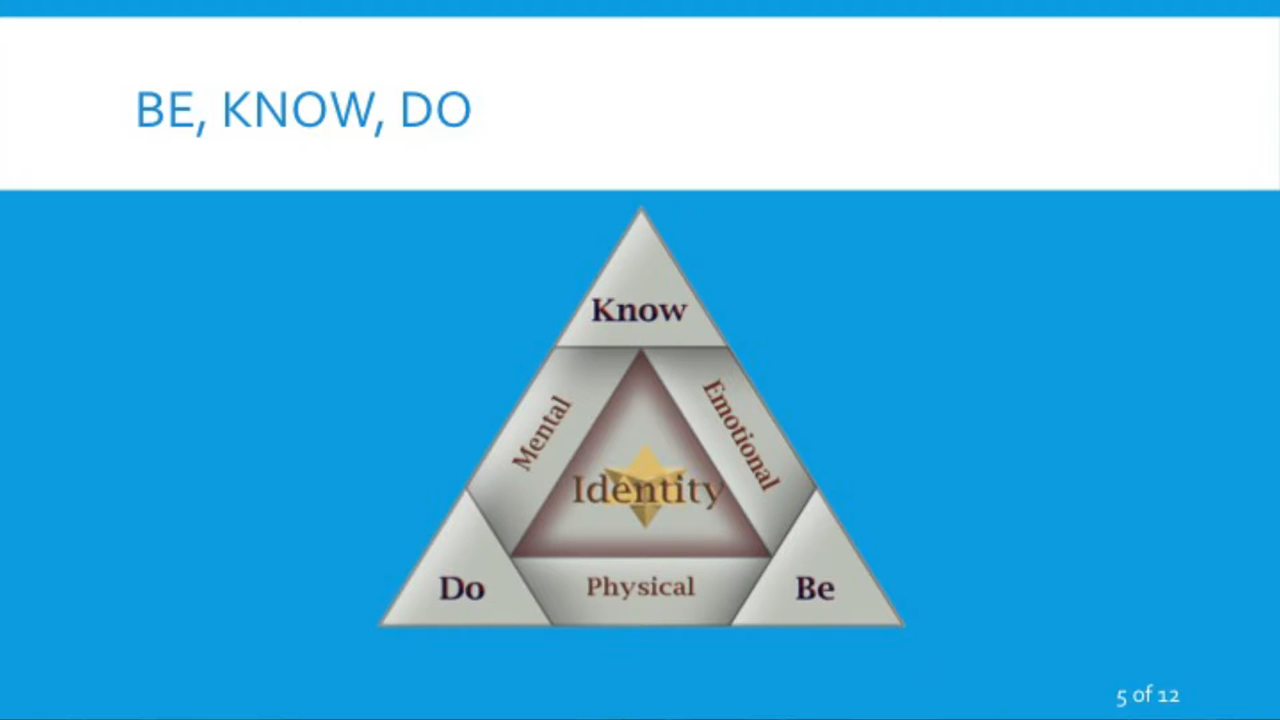 BE, KNOW, DO
Know
Mental
Emotional
Identity
Do
Physical
Be
5 of 12